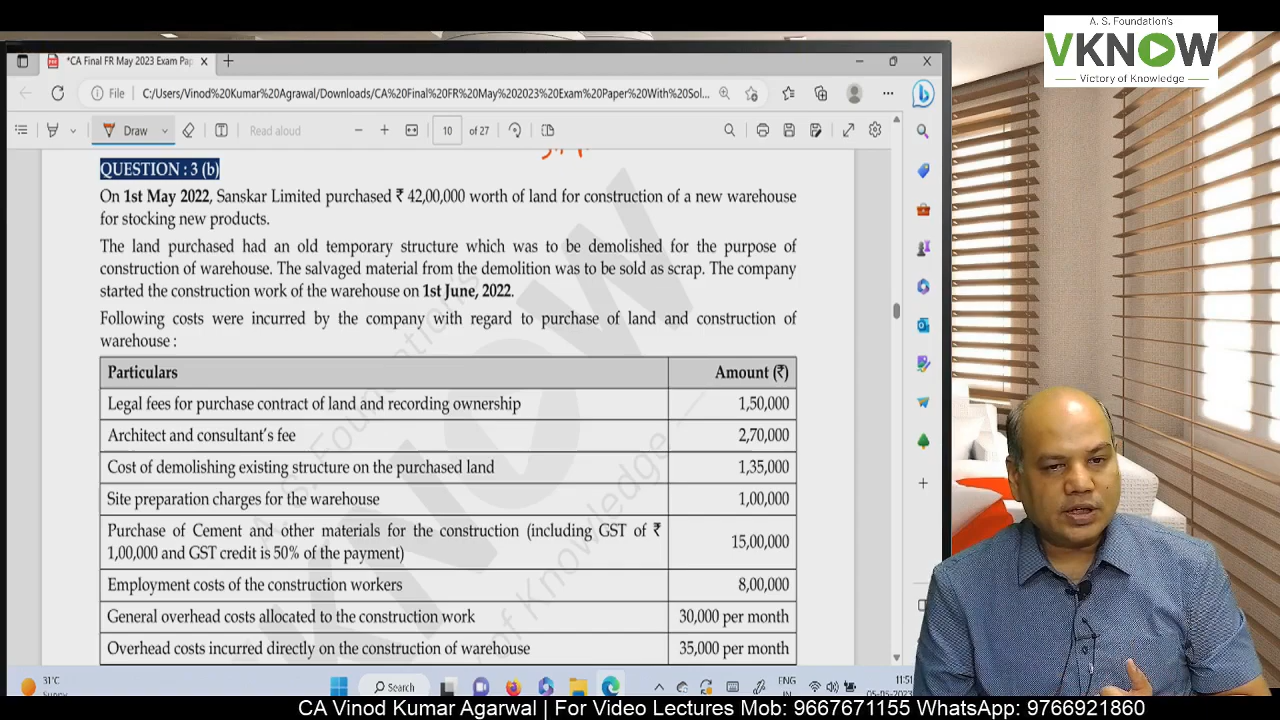 A. S. Foundation's
VKNOW
Victory of Knowledge
*CA Final FR May 2023 Exam Pap
File
C:/Users/Vinod%20Kumar%20Agrawal/Downloads/CA%20Final%20FR%20May%202023%20Exam%20Paper%20With%20Sol...
Draw
Read aloud
10
of 27
QUESTION : 3 (b)
On 1st May 2022, Sanskar Limited purchased ₹ 42,00,000 worth of land for construction of a new warehouse
for stocking new products.
The land purchased had an old temporary structure which was to be demolished for the purpose of
construction of warehouse. The salvaged material from the demolition was to be sold as scrap. The company
started the construction work of the warehouse on 1st June, 2022.
Following costs were incurred by the company with regard to purchase of land and construction of
warehouse :
Particulars Amount (₹)
Legal fees for purchase contract of land and recording ownership 1,50,000
Architect and consultant's fee 2,70,000
Cost of demolishing existing structure on the purchased land 1,35,000
Site preparation charges for the warehouse 1,00,000
Purchase of Cement and other materials for the construction (including GST of ₹
1,00,000 and GST credit is 50% of the payment) 15,00,000
Employment costs of the construction workers 8,00,000
General overhead costs allocated to the construction work 30,000 per month
Overhead costs incurred directly on the construction of warehouse 35,000 per month
A.S. Foundation's
VKNOW
of Knowledge
31°C
Sunny
Search
ENG
IN
11:51
05-05-2023
CA Vinod Kumar Agarwal | For Video Lectures Mob: 9667671155 WhatsApp: 9766921860